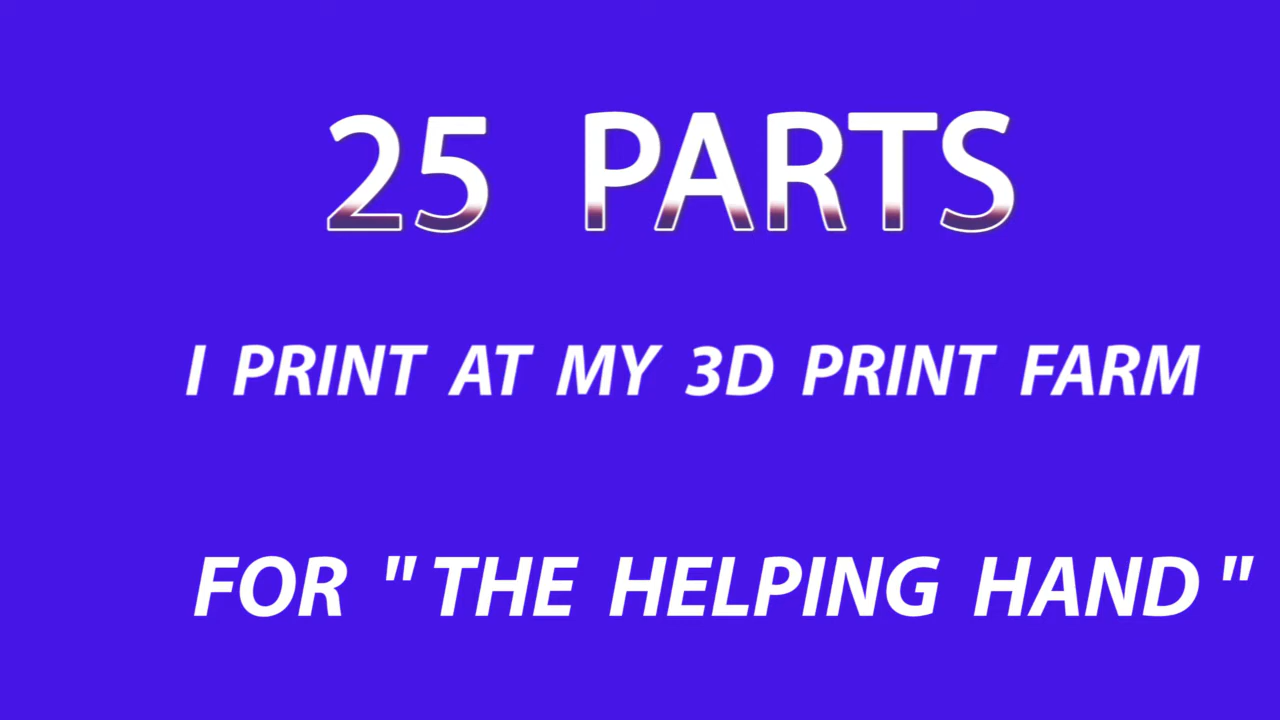 25 PARTS
I PRINT AT MY 3D PRINT FARM
FOR "THE HELPING HAND"